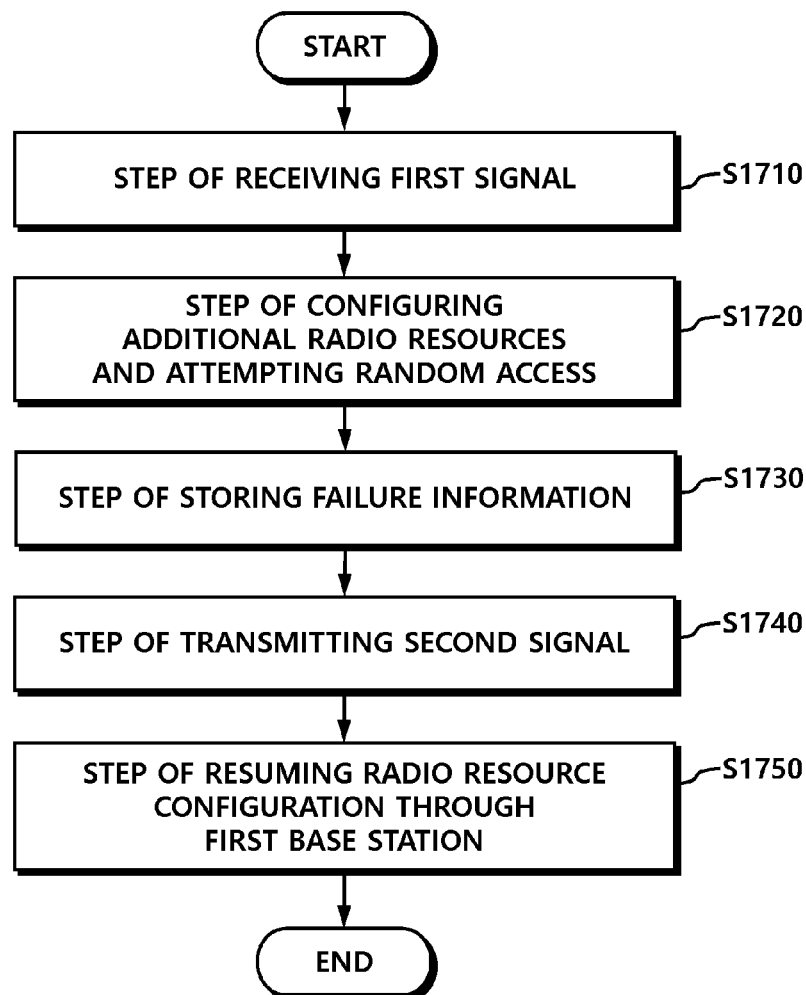 START
STEP OF RECEIVING FIRST SIGNAL
S1710
STEP OF CONFIGURING
ADDITIONAL RADIO RESOURCES
AND ATTEMPTING RANDOM ACCESS
S1720
STEP OF STORING FAILURE INFORMATION
S1730
STEP OF TRANSMITTING SECOND SIGNAL
S1740
STEP OF RESUMING RADIO RESOURCE
CONFIGURATION THROUGH
FIRST BASE STATION
S1750
END